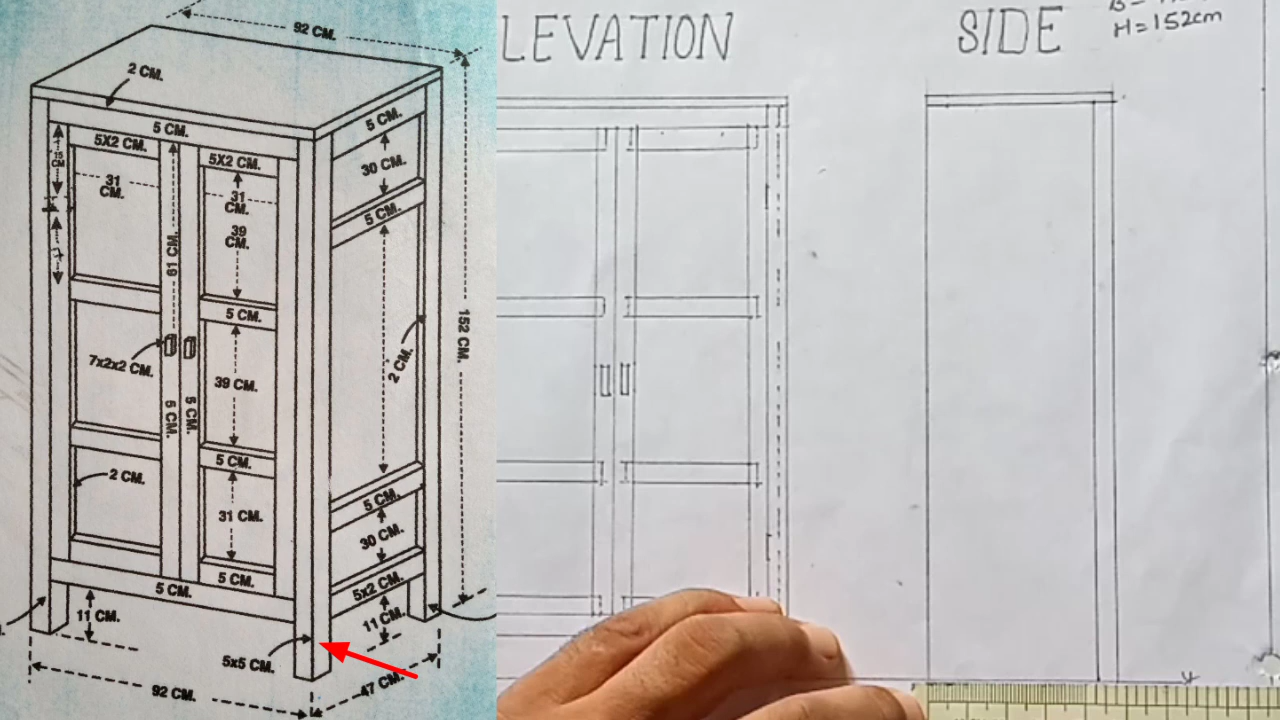 92 CM.
2 CM.
5 CM.
5 CM.
5X2 CM.
5X2 CM.
15 CM
30 CM.
31 CM.
31 CM.
5 CM.
39 CM.
61 CM
152 CM.
5 CM.
7x2x2 CM.
2 CM.
39 CM.
5 CM.
5 CM.
5 CM.
2 CM.
5 CM.
31 CM.
30 CM.
5 CM.
5 CM.
5x2 CM.
11 CM.
11 CM.
5x5 CM.
92 CM.
47 CM.
LEVATION
SIDE
H=152cm